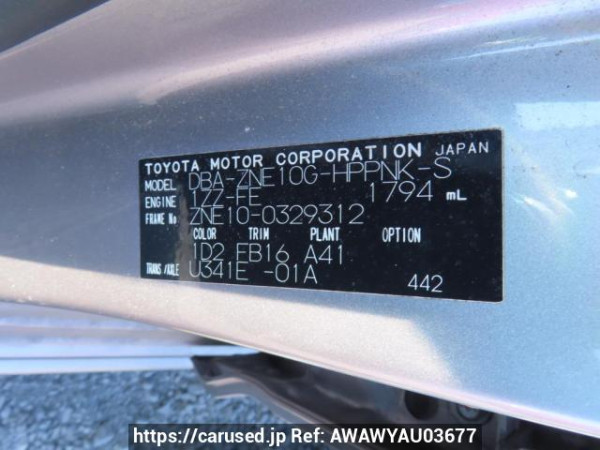 TOYOTA MOTOR CORPORATION JAPAN
MODEL DBA-ZNE10G-HPPNK-S
ENGINE 1ZZ-FE 1794 mL
FRAME No ZNE10-0329312
COLOR TRIM PLANT OPTION
1D2 FB16 A41
TRANS/AXLE U341E -01A 442
https://carused.jp Ref: AWAWYAU03677